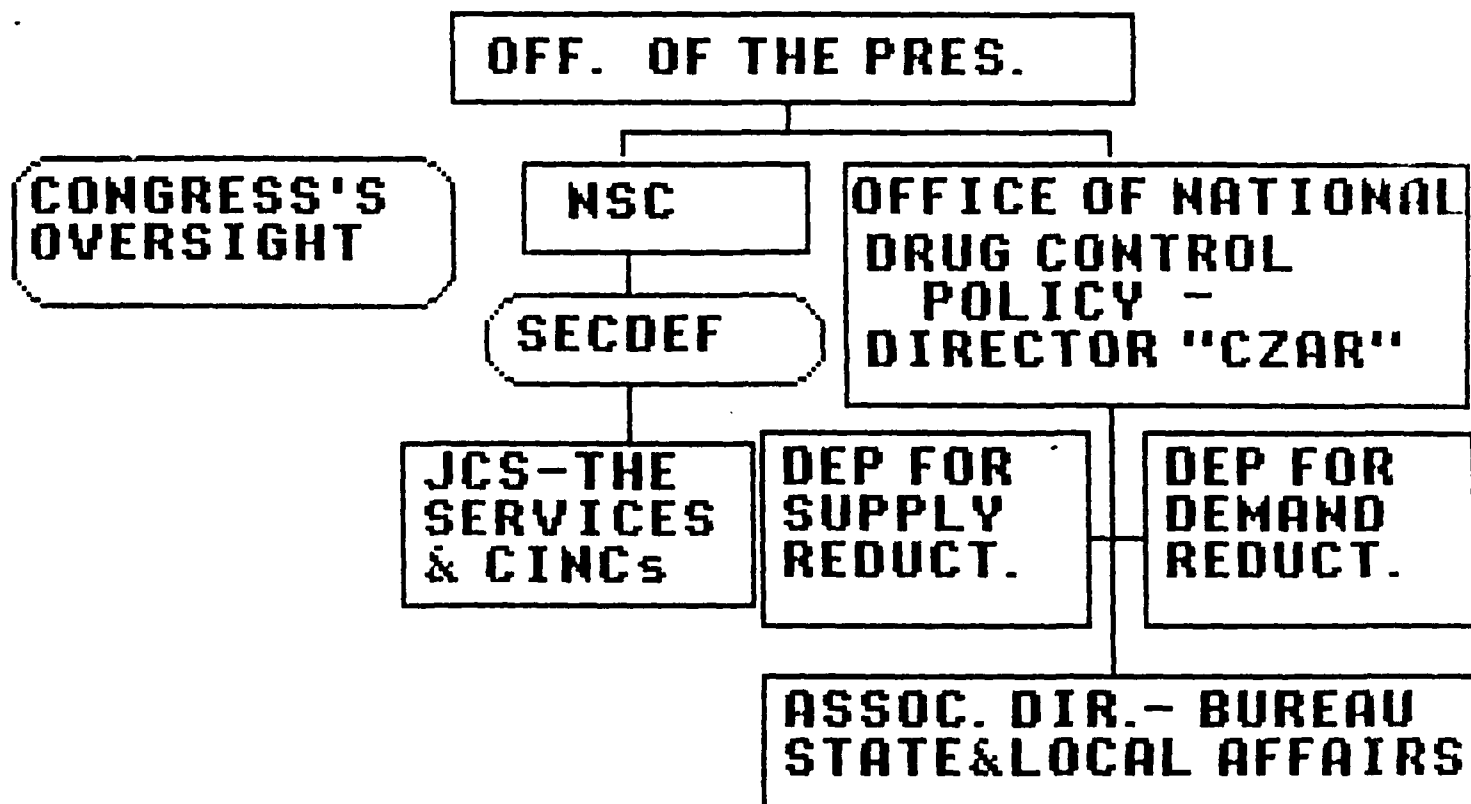 OFF. OF THE PRES.
CONGRESS'S
OVERSIGHT
NSC
OFFICE OF NATIONAL
DRUG CONTROL
POLICY -
DIRECTOR "CZAR"
SECDEF
JCS-THE
SERVICES
& CINCs
DEP FOR
SUPPLY
REDUCT.
DEP FOR
DEMAND
REDUCT.
ASSOC. DIR.- BUREAU
STATE&LOCAL AFFAIRS